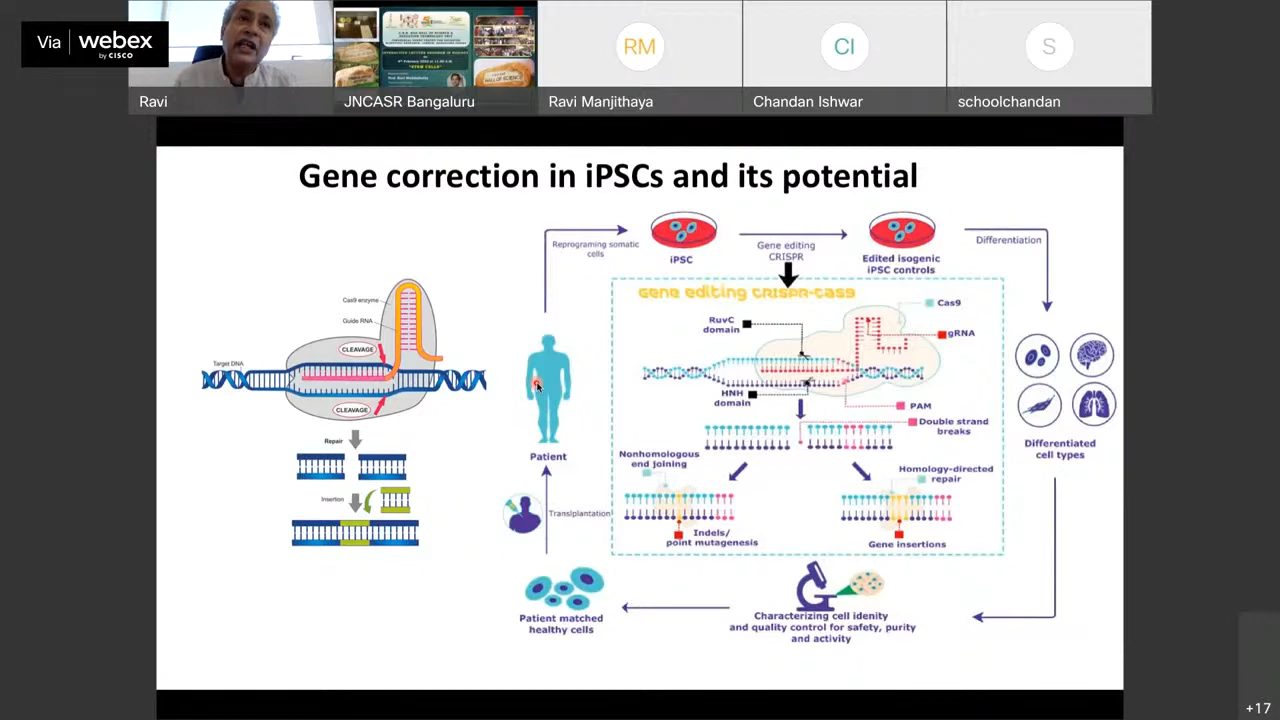 Via webex
by CISCO
Ravi
JNCASR Bangaluru
RM
Ravi Manjithaya
CI
Chandan Ishwar
S
schoolchandan
Gene correction in iPSCs and its potential
Cas9 enzyme
Guide RNA
CLEAVAGE
Target DNA
CLEAVAGE
Repair
Insertion
Reprograming somatic
cells
iPSC
Gene editing
CRISPR
Edited isogenic
iPSC controls
Differentiation
Gene editing CRISPR-cas9
RuvC
domain
Cas9
gRNA
HNH
domain
PAM
Double strand
breaks
Nonhomologous
end joining
Homology-directed
repair
Indels/
point mutagenesis
Gene insertions
Differentiated
cell types
Patient
Translplantation
Patient matched
healthy cells
Characterizing cell idenity
and quality control for safety, purity
and activity
+17